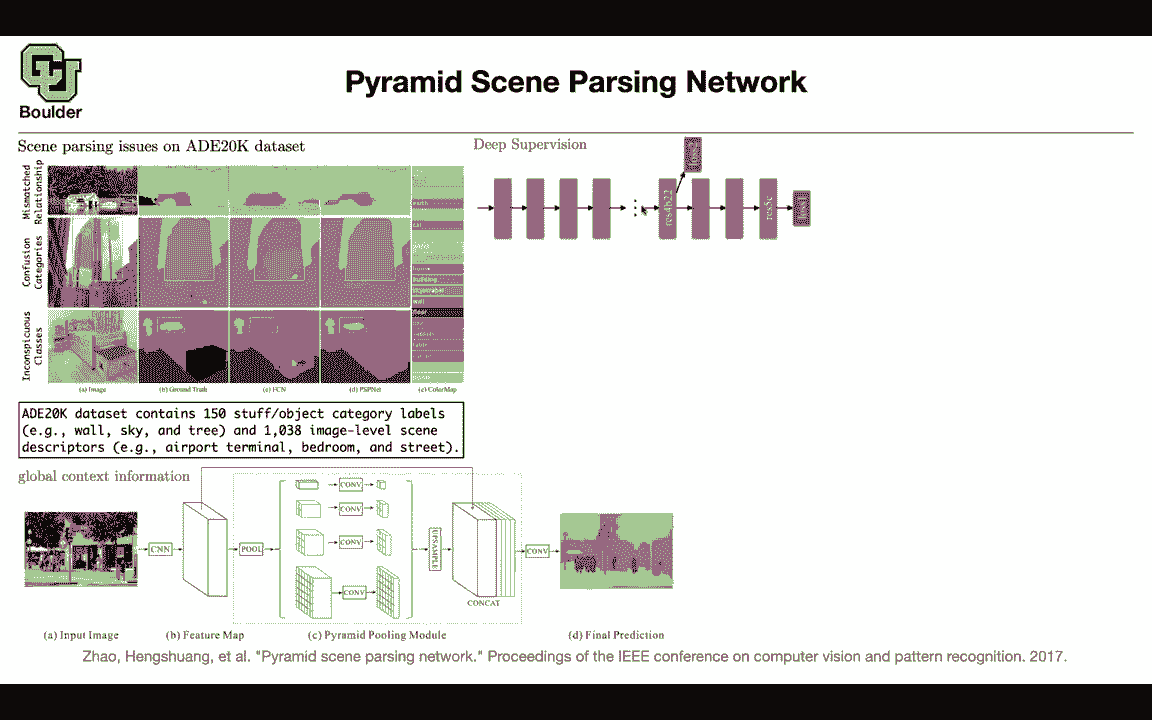 Boulder
Pyramid Scene Parsing Network
Scene parsing issues on ADE20K dataset
Mismatched
Relationship
Confusion
Categories
Inconspicuous
Classes
(a) Image
(b) Ground Truth
(c) FCN
(d) PSPNet
(e) ColorMap
ADE20K dataset contains 150 stuff/object category labels
(e.g., wall, sky, and tree) and 1,038 image-level scene
descriptors (e.g., airport terminal, bedroom, and street).
Deep Supervision
res4b22
res5c
global context information
CNN
POOL
CONV
CONV
CONV
CONV
UPSAMPLE
CONCAT
CONV
(a) Input Image
(b) Feature Map
(c) Pyramid Pooling Module
(d) Final Prediction
Zhao, Hengshuang, et al. "Pyramid scene parsing network." Proceedings of the IEEE conference on computer vision and pattern recognition. 2017.